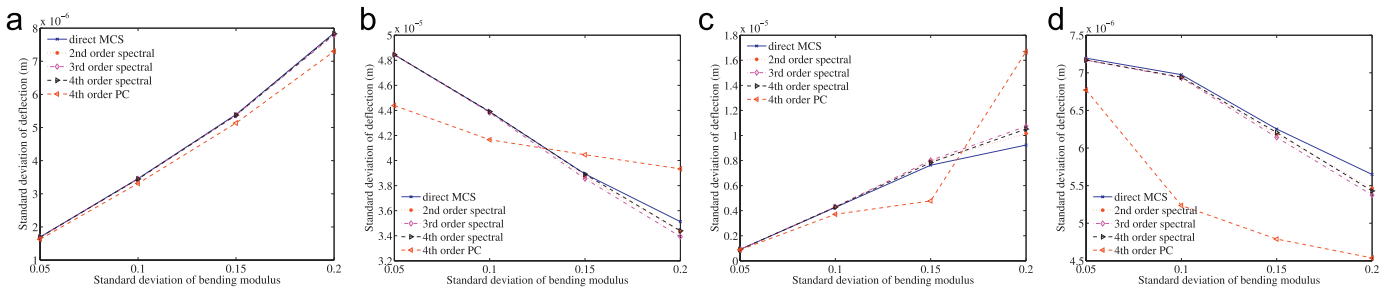 a
x 10⁻⁶
8
7
6
5
4
3
2
1
0.05 0.1 0.15 0.2
Standard deviation of deflection (m)
Standard deviation of bending modulus
direct MCS
2nd order spectral
3rd order spectral
4th order spectral
4th order PC
b
x 10⁻⁵
5
4.8
4.6
4.4
4.2
4
3.8
3.6
3.4
3.2
0.05 0.1 0.15 0.2
Standard deviation of deflection (m)
Standard deviation of bending modulus
direct MCS
2nd order spectral
3rd order spectral
4th order spectral
4th order PC
c
x 10⁻⁵
1.8
1.6
1.4
1.2
1
0.8
0.6
0.4
0.2
0
0.05 0.1 0.15 0.2
Standard deviation of deflection (m)
Standard deviation of bending modulus
direct MCS
2nd order spectral
3rd order spectral
4th order spectral
4th order PC
d
x 10⁻⁶
7.5
7
6.5
6
5.5
5
4.5
0.05 0.1 0.15 0.2
Standard deviation of deflection (m)
Standard deviation of bending modulus
direct MCS
2nd order spectral
3rd order spectral
4th order spectral
4th order PC